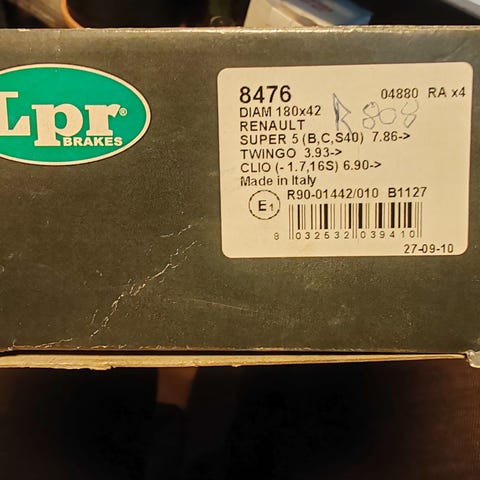 Lpr
BRAKES
8476 04880 RA x4
DIAM 180x42
RENAULT R 808
SUPER 5 (B,C,S40) 7.86->
TWINGO 3.93->
CLIO (- 1.7,16S) 6.90->
Made in Italy
E1 R90-01442/010 B1127
8 032532 039410
27-09-10